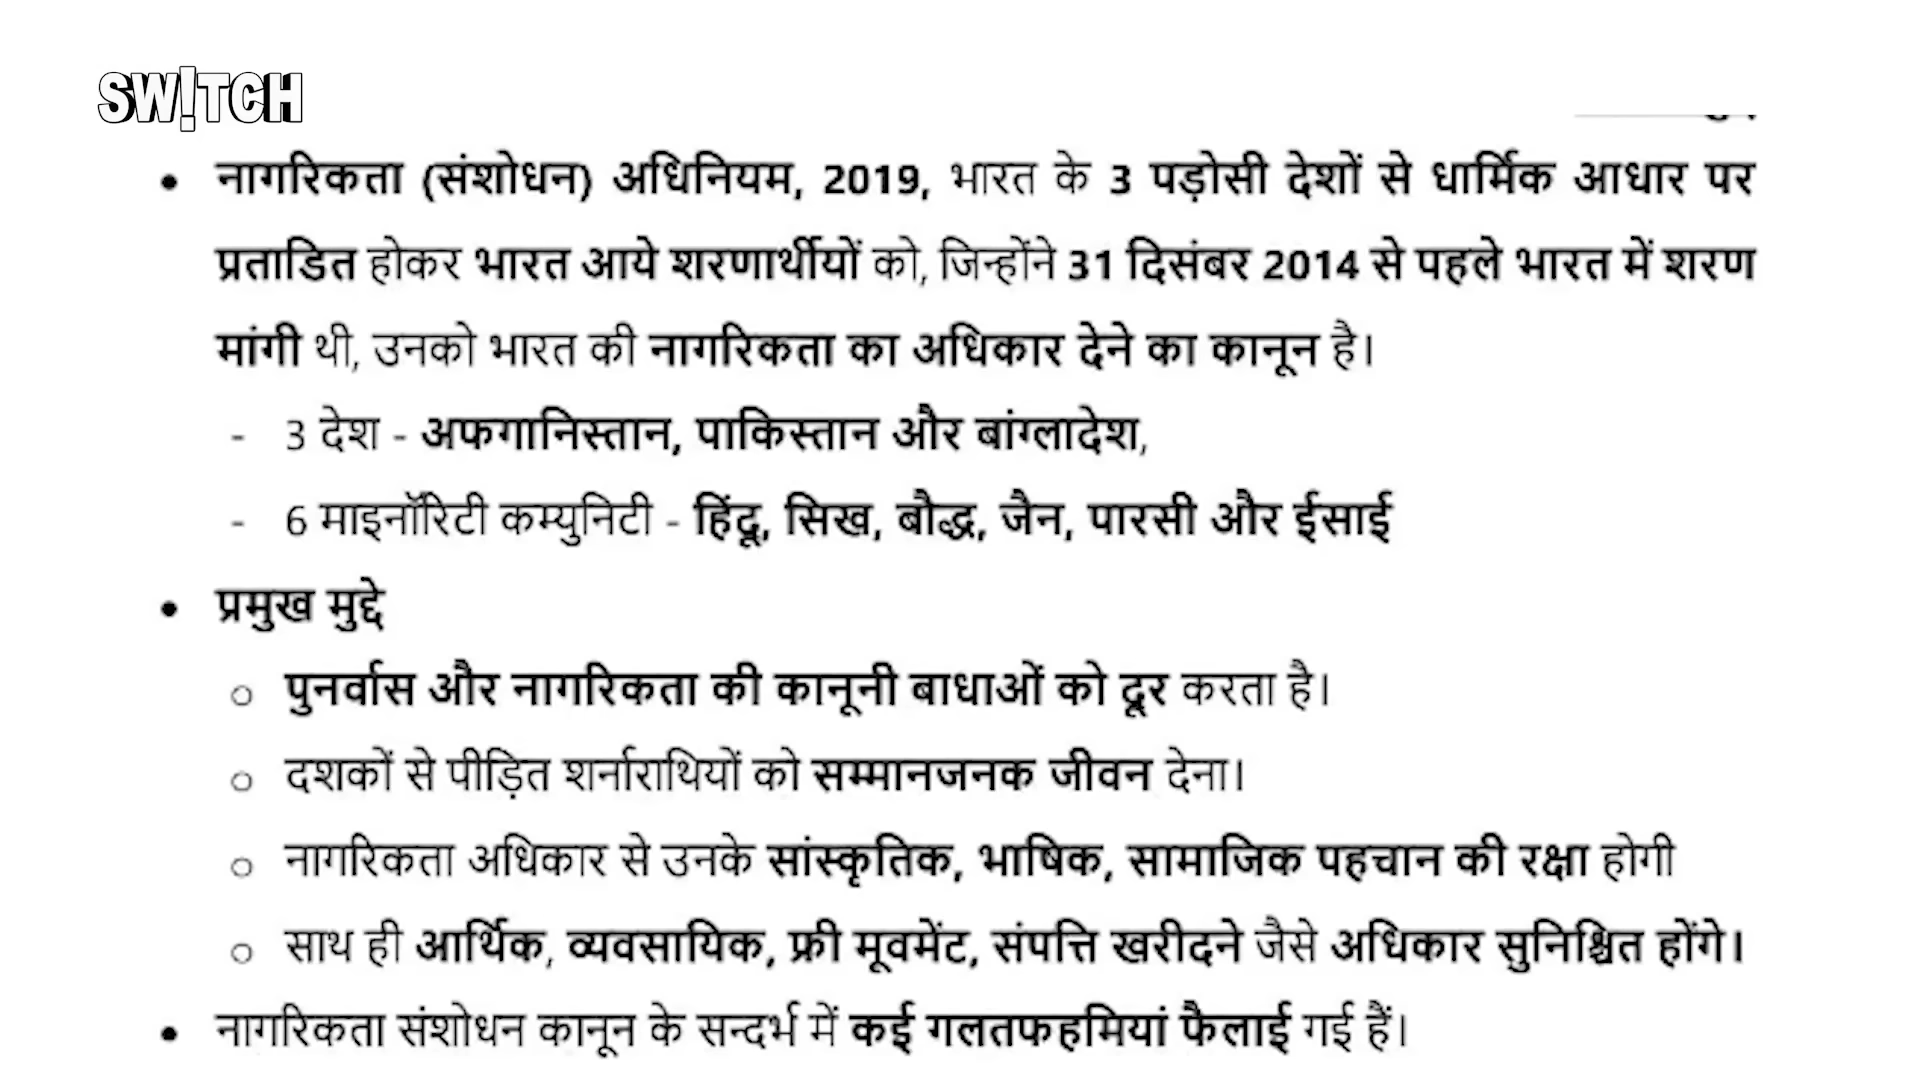 SW!TCH
• नागरिकता (संशोधन) अधिनियम, 2019, भारत के 3 पड़ोसी देशों से धार्मिक आधार पर
प्रताडित होकर भारत आये शरणार्थीयों को, जिन्होंने 31 दिसंबर 2014 से पहले भारत में शरण
मांगी थी, उनको भारत की नागरिकता का अधिकार देने का कानून है।
- 3 देश - अफगानिस्तान, पाकिस्तान और बांग्लादेश,
- 6 माइनॉरिटी कम्युनिटी - हिंदू, सिख, बौद्ध, जैन, पारसी और ईसाई
• प्रमुख मुद्दे
○ पुनर्वास और नागरिकता की कानूनी बाधाओं को दूर करता है।
○ दशकों से पीड़ित शर्नाराथियों को सम्मानजनक जीवन देना।
○ नागरिकता अधिकार से उनके सांस्कृतिक, भाषिक, सामाजिक पहचान की रक्षा होगी
○ साथ ही आर्थिक, व्यवसायिक, फ्री मूवमेंट, संपत्ति खरीदने जैसे अधिकार सुनिश्चित होंगे।
• नागरिकता संशोधन कानून के सन्दर्भ में कई गलतफहमियां फैलाई गई हैं।